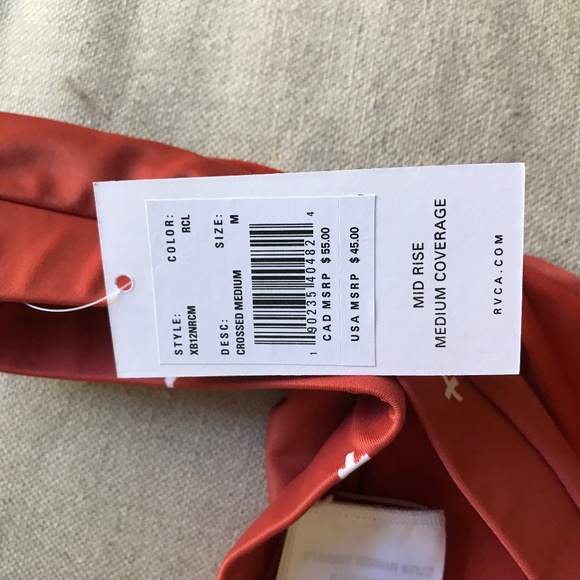 STYLE: COLOR:
XB12NRCM RCL
DESC: SIZE:
CROSSED MEDIUM M
1 90235 40482 4
CAD MSRP $ 55.00
USA MSRP $ 45.00
MID RISE
MEDIUM COVERAGE
RVCA.COM